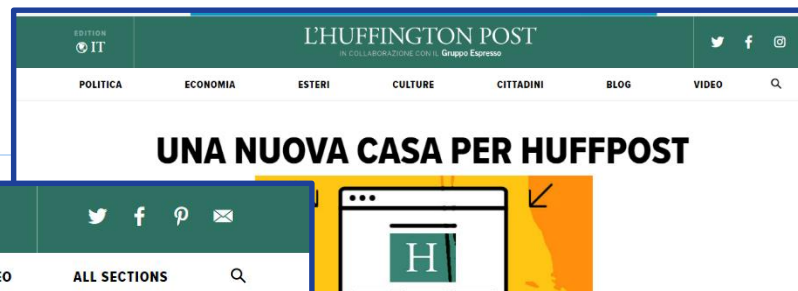 EDITION
IT
L'HUFFINGTON POST
IN COLLABORAZIONE CON IL Gruppo Espresso
POLITICA ECONOMIA ESTERI CULTURE CITTADINI BLOG VIDEO
UNA NUOVA CASA PER HUFFPOST
H
ALL SECTIONS